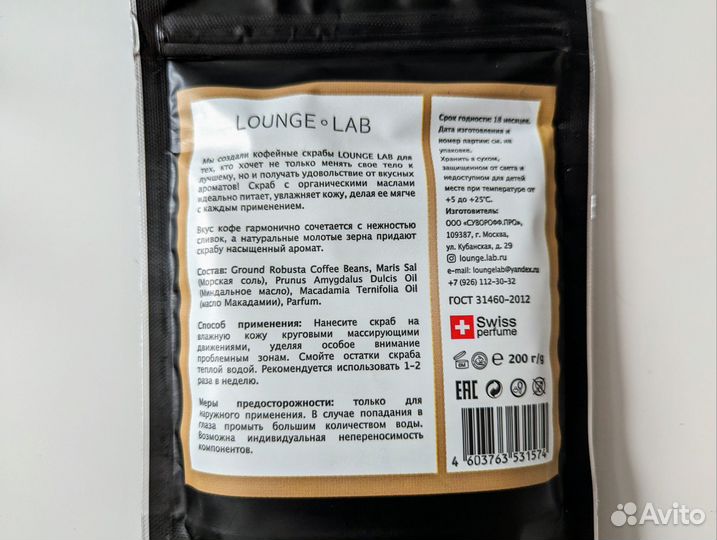 LOUNGE LAB
Мы создали кофейные скрабы LOUNGE LAB для
тех, кто хочет не только менять свое тело к
лучшему, но и получать удовольствие от вкусных
ароматов! Скраб с органическими маслами
идеально питает, увлажняет кожу, делая ее мягче
с каждым применением.
Вкус кофе гармонично сочетается с нежностью
сливок, а натуральные молотые зерна придают
скрабу насыщенный аромат.
Состав: Ground Robusta Coffee Beans, Maris Sal
(Морская соль), Prunus Amygdalus Dulcis Oil
(Миндальное масло), Macadamia Ternifolia Oil
(масло Макадамии), Parfum.
Способ применения: Нанесите скраб на
влажную кожу круговыми массирующими
движениями, уделяя особое внимание
проблемным зонам. Смойте остатки скраба
теплой водой. Рекомендуется использовать 1-2
раза в неделю.
Меры предосторожности: только для
наружного применения. В случае попадания в
глаза промыть большим количеством воды.
Возможна индивидуальная непереносимость
компонентов.
Срок годности: 18 месяцев.
Дата изготовления и
номер партии: см. на
упаковке.
Хранить в сухом,
защищенном от света и
недоступном для детей
месте при температуре от
+5 до +25°C.
Изготовитель:
ООО «СУВОРОФФ.ПРО»,
109387, г. Москва,
ул. Кубанская, д. 29
lounge.lab.ru
e-mail: loungelab@yandex.ru
+7 (926) 112-30-32
ГОСТ 31460-2012
Swiss
perfume
℮ 200 г/g
EAC
4 603763 531574
Avito